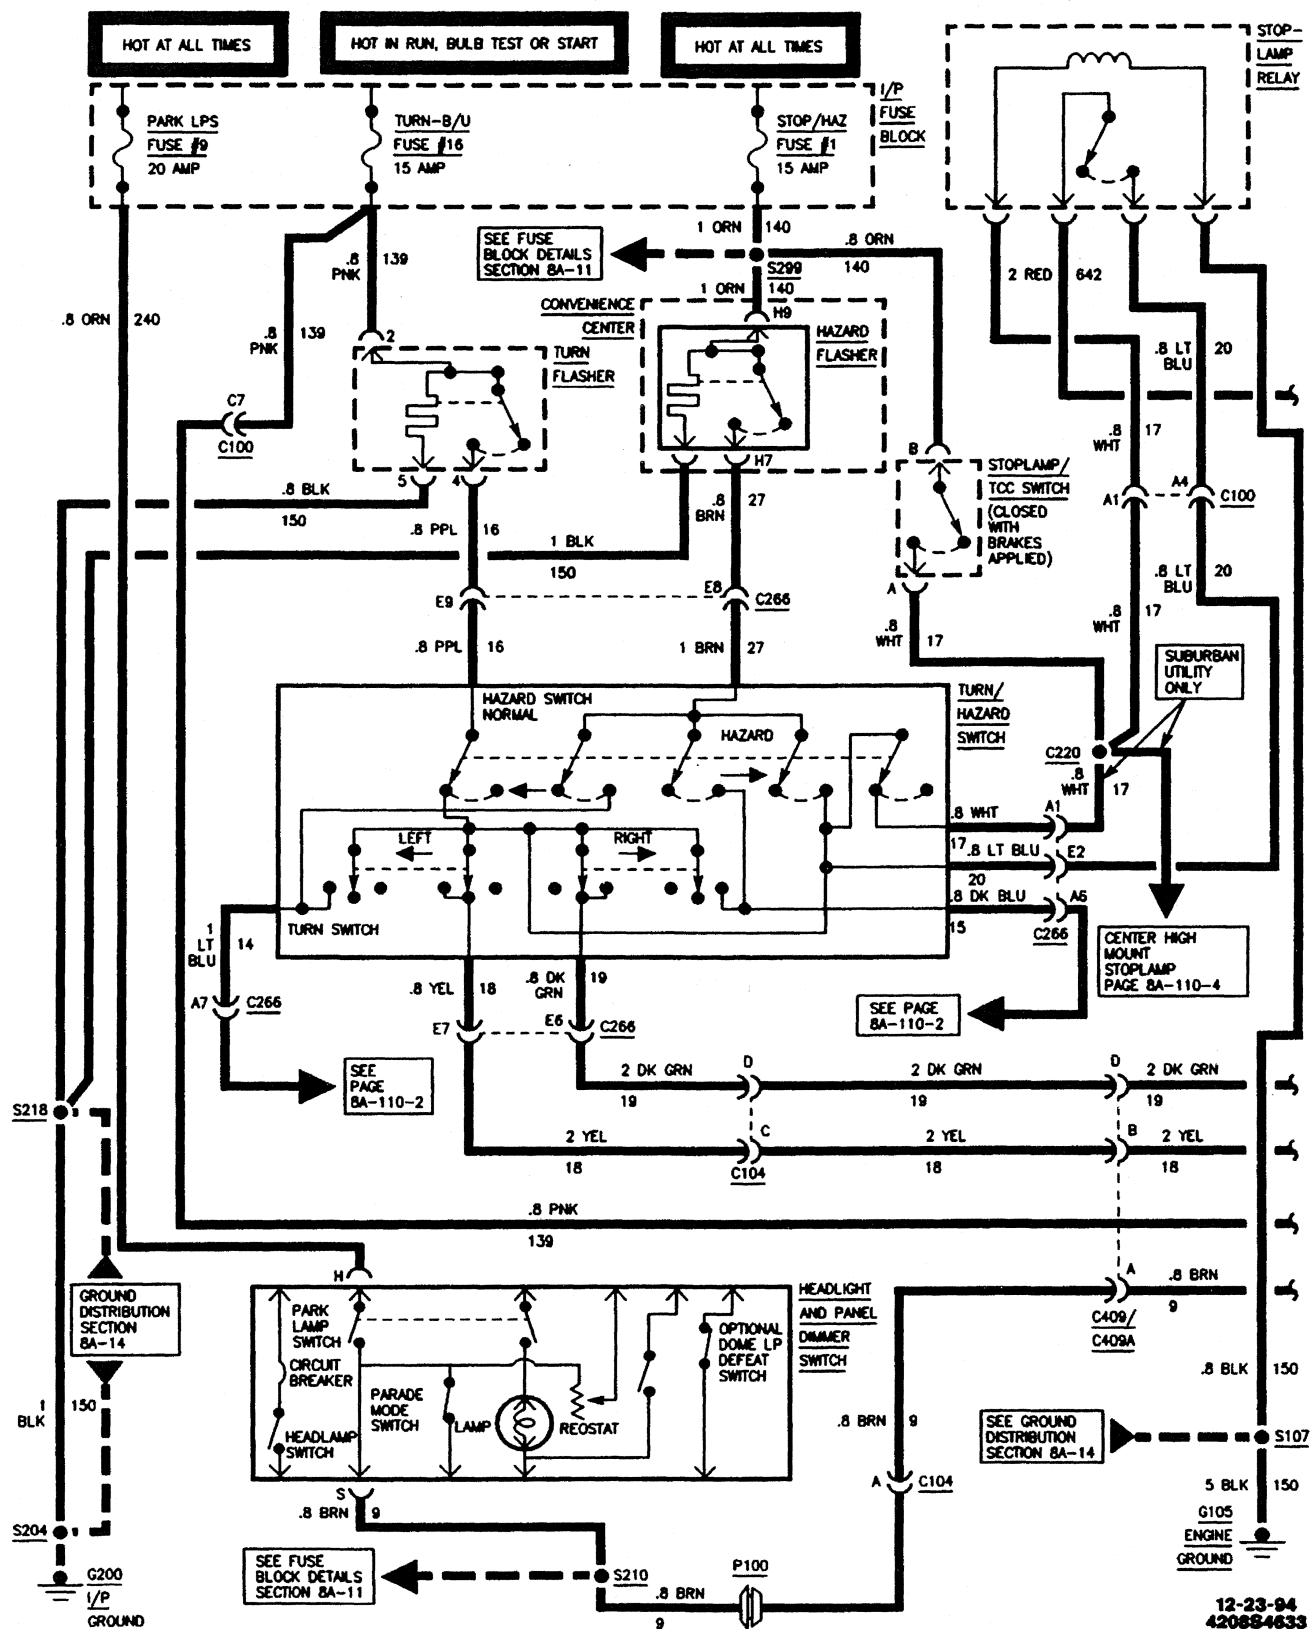 HOT AT ALL TIMES
HOT IN RUN, BULB TEST OR START
HOT AT ALL TIMES
STOP-
LAMP
RELAY
I/P
FUSE
BLOCK
PARK LPS
FUSE #9
20 AMP
TURN-B/U
FUSE #16
15 AMP
STOP/HAZ
FUSE #1
15 AMP
1 ORN
140
SEE FUSE
BLOCK DETAILS
SECTION 8A-11
S299
.8 ORN
140
.8
PNK
139
2 RED
642
1 ORN
140
CONVENIENCE
CENTER
H9
HAZARD
FLASHER
.8 ORN
240
.8
PNK
139
2
TURN
FLASHER
.8 LT
BLU
20
C7
C100
.8
WHT
17
B
STOPLAMP/
TCC SWITCH
(CLOSED
WITH
BRAKES
APPLIED)
A1
A4
C100
5
4
H7
.8 BLK
150
.8
BRN
27
.8 PPL
16
1 BLK
150
A
.8 LT
BLU
20
E9
E8
C266
.8
WHT
17
.8
WHT
17
.8 PPL
16
1 BRN
27
SUBURBAN
UTILITY
ONLY
HAZARD SWITCH
NORMAL
HAZARD
TURN/
HAZARD
SWITCH
C220
.8
WHT
17
LEFT
RIGHT
.8 WHT
17
A1
.8 LT BLU
20
E2
.8 DK BLU
15
A6
C266
TURN SWITCH
1
LT
BLU
14
A7
C266
.8 YEL
18
.8 DK
GRN
19
CENTER HIGH
MOUNT
STOPLAMP
PAGE 8A-110-4
SEE PAGE
8A-110-2
E7
E6
C266
SEE
PAGE
8A-110-2
2 DK GRN
19
D
2 DK GRN
19
D
2 DK GRN
19
S218
2 YEL
18
C
C104
2 YEL
18
B
2 YEL
18
.8 PNK
139
H
GROUND
DISTRIBUTION
SECTION
8A-14
PARK
LAMP
SWITCH
CIRCUIT
BREAKER
PARADE
MODE
SWITCH
HEADLAMP
SWITCH
LAMP
REOSTAT
OPTIONAL
DOME LP
DEFEAT
SWITCH
HEADLIGHT
AND PANEL
DIMMER
SWITCH
A
.8 BRN
9
C409/
C409A
.8 BLK
150
1
BLK
150
.8 BRN
9
SEE GROUND
DISTRIBUTION
SECTION 8A-14
S107
A
C104
5 BLK
150
S
.8 BRN
9
S204
G105
ENGINE
GROUND
SEE FUSE
BLOCK DETAILS
SECTION 8A-11
S210
P100
G200
I/P
GROUND
.8 BRN
9
12-23-94
4208S4633